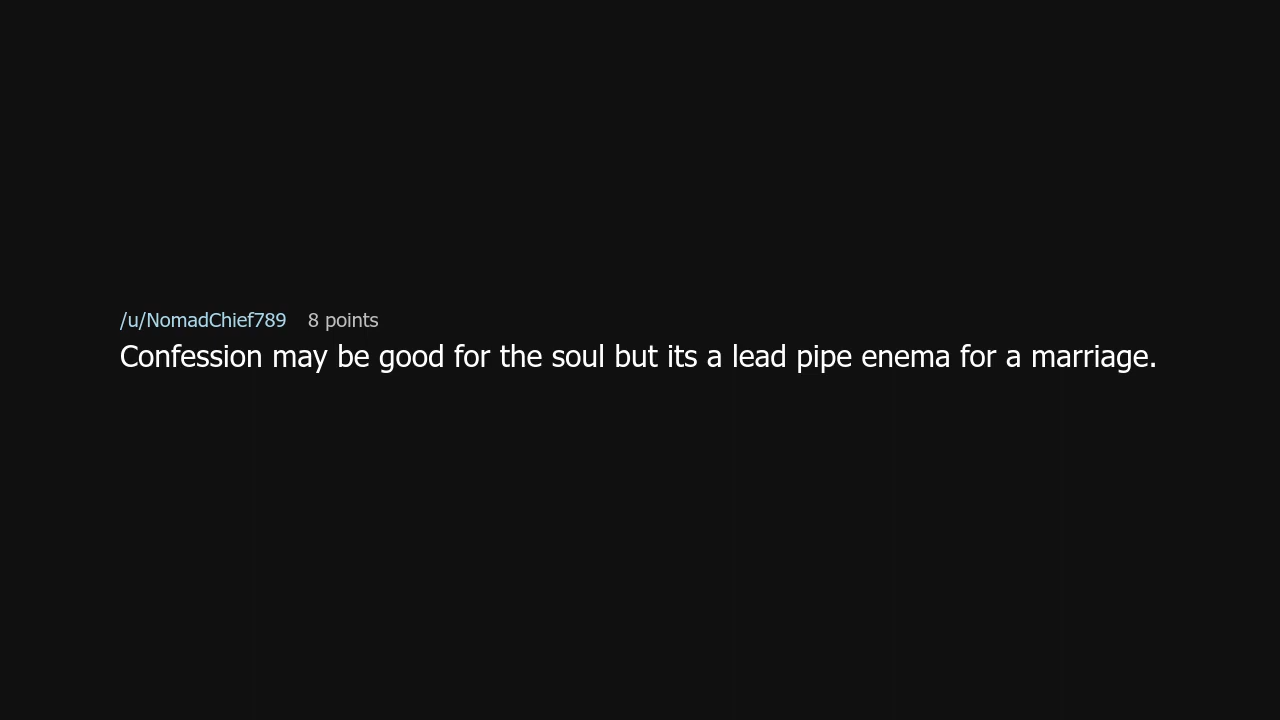 /u/NomadChief789 8 points
Confession may be good for the soul but its a lead pipe enema for a marriage.